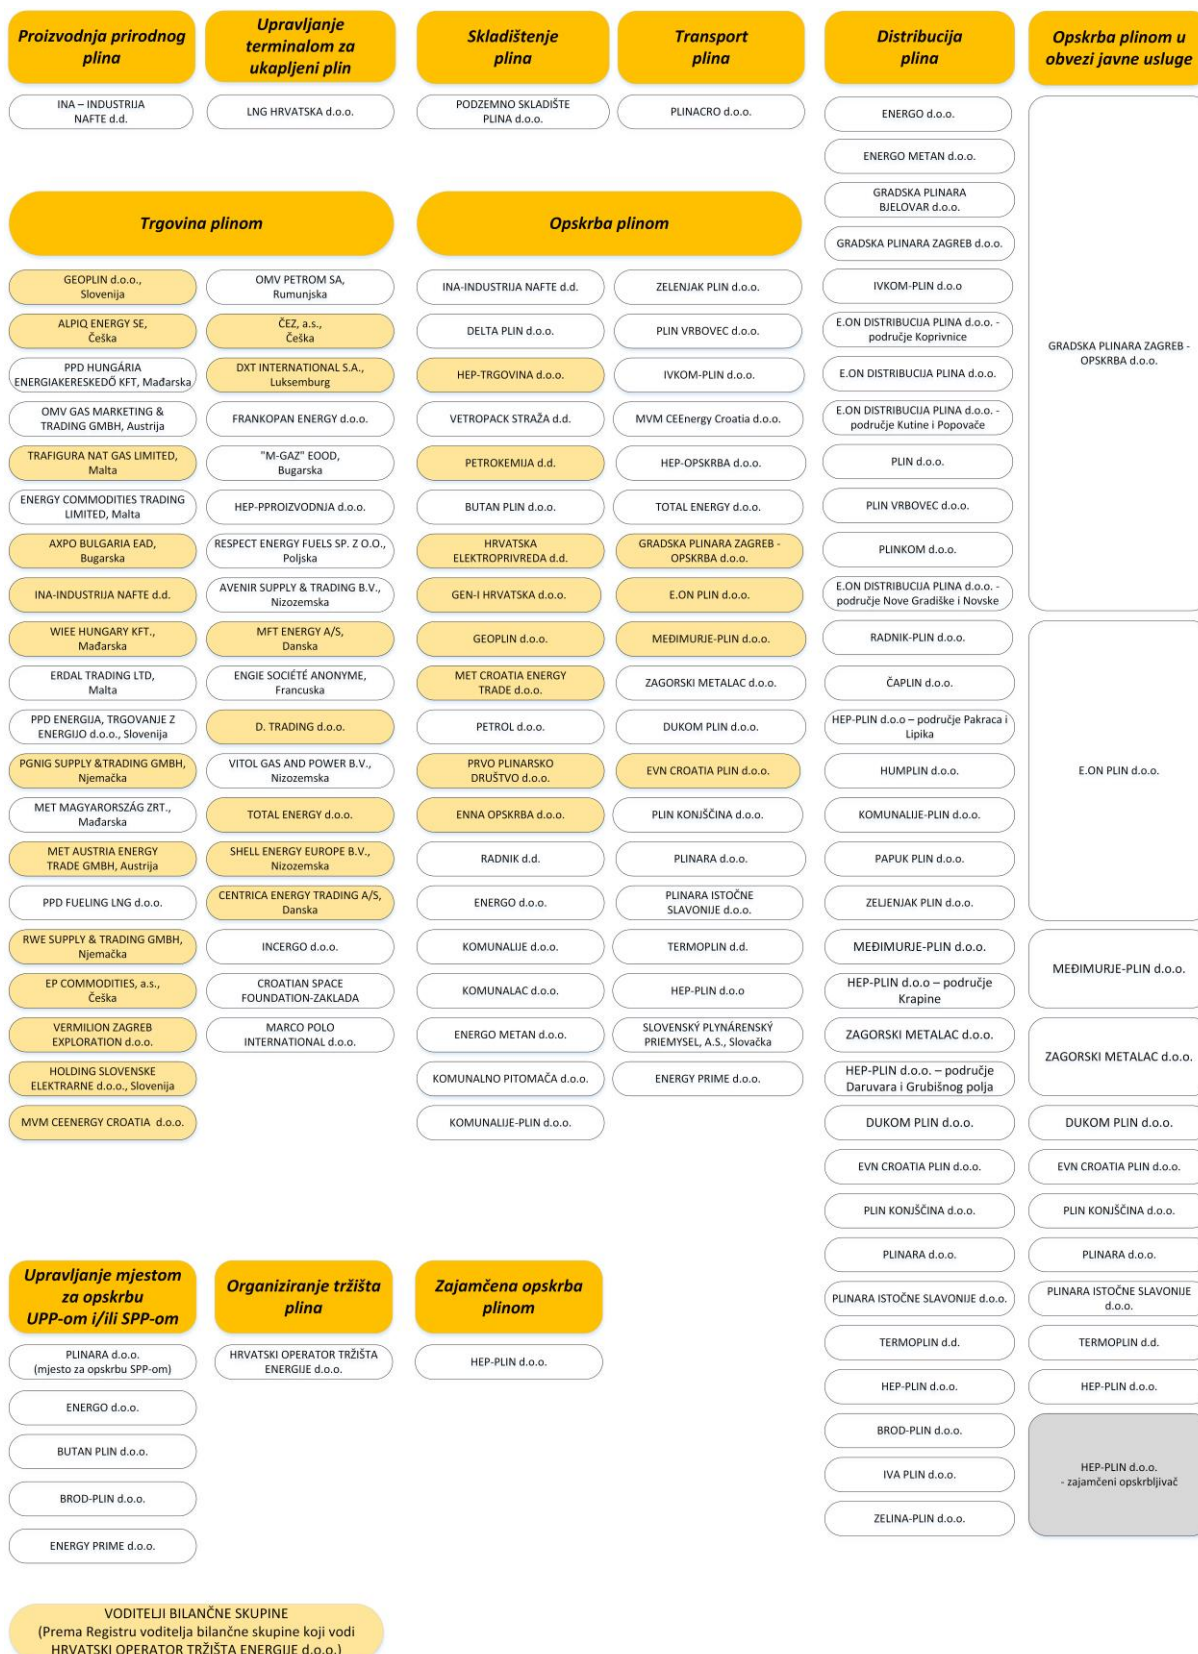 Proizvodnja prirodnog
plina
INA – INDUSTRIJA
NAFTE d.d.
Upravljanje
terminalom za
ukapljeni plin
LNG HRVATSKA d.o.o.
Skladištenje
plina
PODZEMNO SKLADIŠTE
PLINA d.o.o.
Transport
plina
PLINACRO d.o.o.
Trgovina plinom
GEOPLIN d.o.o.,
Slovenija
ALPIQ ENERGY SE,
Češka
PPD HUNGÁRIA
ENERGIAKERESKEDŐ KFT, Mađarska
OMV GAS MARKETING &
TRADING GMBH, Austrija
TRAFIGURA NAT GAS LIMITED,
Malta
ENERGY COMMODITIES TRADING
LIMITED, Malta
AXPO BULGARIA EAD,
Bugarska
INA-INDUSTRIJA NAFTE d.d.
WIEE HUNGARY KFT.,
Mađarska
ERDAL TRADING LTD,
Malta
PPD ENERGIJA, TRGOVANJE Z
ENERGIJO d.o.o., Slovenija
PGNIG SUPPLY &TRADING GMBH,
Njemačka
MET MAGYARORSZÁG ZRT.,
Mađarska
MET AUSTRIA ENERGY
TRADE GMBH, Austrija
PPD FUELING LNG d.o.o.
RWE SUPPLY & TRADING GMBH,
Njemačka
EP COMMODITIES, a.s.,
Češka
VERMILION ZAGREB
EXPLORATION d.o.o.
HOLDING SLOVENSKE
ELEKTRARNE d.o.o., Slovenija
MVM CEENERGY CROATIA d.o.o.
OMV PETROM SA,
Rumunjska
ČEZ, a.s.,
Češka
DXT INTERNATIONAL S.A.,
Luksemburg
FRANKOPAN ENERGY d.o.o.
"M-GAZ" EOOD,
Bugarska
HEP-PPROIZVODNJA d.o.o.
RESPECT ENERGY FUELS SP. Z O.O.,
Poljska
AVENIR SUPPLY & TRADING B.V.,
Nizozemska
MFT ENERGY A/S,
Danska
ENGIE SOCIÉTÉ ANONYME,
Francuska
D. TRADING d.o.o.
VITOL GAS AND POWER B.V.,
Nizozemska
TOTAL ENERGY d.o.o.
SHELL ENERGY EUROPE B.V.,
Nizozemska
CENTRICA ENERGY TRADING A/S,
Danska
INCERGO d.o.o.
CROATIAN SPACE
FOUNDATION-ZAKLADA
MARCO POLO
INTERNATIONAL d.o.o.
Opskrba plinom
INA-INDUSTRIJA NAFTE d.d.
DELTA PLIN d.o.o.
HEP-TRGOVINA d.o.o.
VETROPACK STRAŽA d.d.
PETROKEMIJA d.d.
BUTAN PLIN d.o.o.
HRVATSKA
ELEKTROPRIVREDA d.d.
GEN-I HRVATSKA d.o.o.
GEOPLIN d.o.o.
MET CROATIA ENERGY
TRADE d.o.o.
PETROL d.o.o.
PRVO PLINARSKO
DRUŠTVO d.o.o.
ENNA OPSKRBA d.o.o.
RADNIK d.d.
ENERGO d.o.o.
KOMUNALIJE d.o.o.
KOMUNALAC d.o.o.
ENERGO METAN d.o.o.
KOMUNALNO PITOMAČA d.o.o.
KOMUNALIJE-PLIN d.o.o.
ZELENJAK PLIN d.o.o.
PLIN VRBOVEC d.o.o.
IVKOM-PLIN d.o.o.
MVM CEEnergy Croatia d.o.o.
HEP-OPSKRBA d.o.o.
TOTAL ENERGY d.o.o.
GRADSKA PLINARA ZAGREB -
OPSKRBA d.o.o.
E.ON PLIN d.o.o.
MEĐIMURJE-PLIN d.o.o.
ZAGORSKI METALAC d.o.o.
DUKOM PLIN d.o.o.
EVN CROATIA PLIN d.o.o.
PLIN KONJŠČINA d.o.o.
PLINARA d.o.o.
PLINARA ISTOČNE
SLAVONIJE d.o.o.
TERMOPLIN d.d.
HEP-PLIN d.o.o
SLOVENSKÝ PLYNÁRENSKÝ
PRIEMYSEL, A.S., Slovačka
ENERGY PRIME d.o.o.
Distribucija
plina
ENERGO d.o.o.
ENERGO METAN d.o.o.
GRADSKA PLINARA
BJELOVAR d.o.o.
GRADSKA PLINARA ZAGREB d.o.o.
IVKOM-PLIN d.o.o
E.ON DISTRIBUCIJA PLINA d.o.o. -
područje Koprivnice
E.ON DISTRIBUCIJA PLINA d.o.o.
E.ON DISTRIBUCIJA PLINA d.o.o. -
područje Kutine i Popovače
PLIN d.o.o.
PLIN VRBOVEC d.o.o.
PLINKOM d.o.o.
E.ON DISTRIBUCIJA PLINA d.o.o. -
područje Nove Gradiške i Novske
RADNIK-PLIN d.o.o.
ČAPLIN d.o.o.
HEP-PLIN d.o.o – područje Pakraca i
Lipika
HUMPLIN d.o.o.
KOMUNALIJE-PLIN d.o.o.
PAPUK PLIN d.o.o.
ZELJENJAK PLIN d.o.o.
MEĐIMURJE-PLIN d.o.o.
HEP-PLIN d.o.o – područje
Krapine
ZAGORSKI METALAC d.o.o.
HEP-PLIN d.o.o. – područje
Daruvara i Grubišnog polja
DUKOM PLIN d.o.o.
EVN CROATIA PLIN d.o.o.
PLIN KONJŠČINA d.o.o.
PLINARA d.o.o.
PLINARA ISTOČNE SLAVONIJE d.o.o.
TERMOPLIN d.d.
HEP-PLIN d.o.o.
BROD-PLIN d.o.o.
IVA PLIN d.o.o.
ZELINA-PLIN d.o.o.
Opskrba plinom u
obvezi javne usluge
GRADSKA PLINARA ZAGREB -
OPSKRBA d.o.o.
E.ON PLIN d.o.o.
MEĐIMURJE-PLIN d.o.o.
ZAGORSKI METALAC d.o.o.
DUKOM PLIN d.o.o.
EVN CROATIA PLIN d.o.o.
PLIN KONJŠČINA d.o.o.
PLINARA d.o.o.
PLINARA ISTOČNE SLAVONIJE
d.o.o.
TERMOPLIN d.d.
HEP-PLIN d.o.o.
HEP-PLIN d.o.o.
- zajamčeni opskrbljivač
Upravljanje mjestom
za opskrbu
UPP-om i/ili SPP-om
PLINARA d.o.o.
(mjesto za opskrbu SPP-om)
ENERGO d.o.o.
BUTAN PLIN d.o.o.
BROD-PLIN d.o.o.
ENERGY PRIME d.o.o.
Organiziranje tržišta
plina
HRVATSKI OPERATOR TRŽIŠTA
ENERGIJE d.o.o.
Zajamčena opskrba
plinom
HEP-PLIN d.o.o.
VODITELJI BILANČNE SKUPINE
(Prema Registru voditelja bilančne skupine koji vodi
HRVATSKI OPERATOR TRŽIŠTA ENERGIJE d.o.o.)